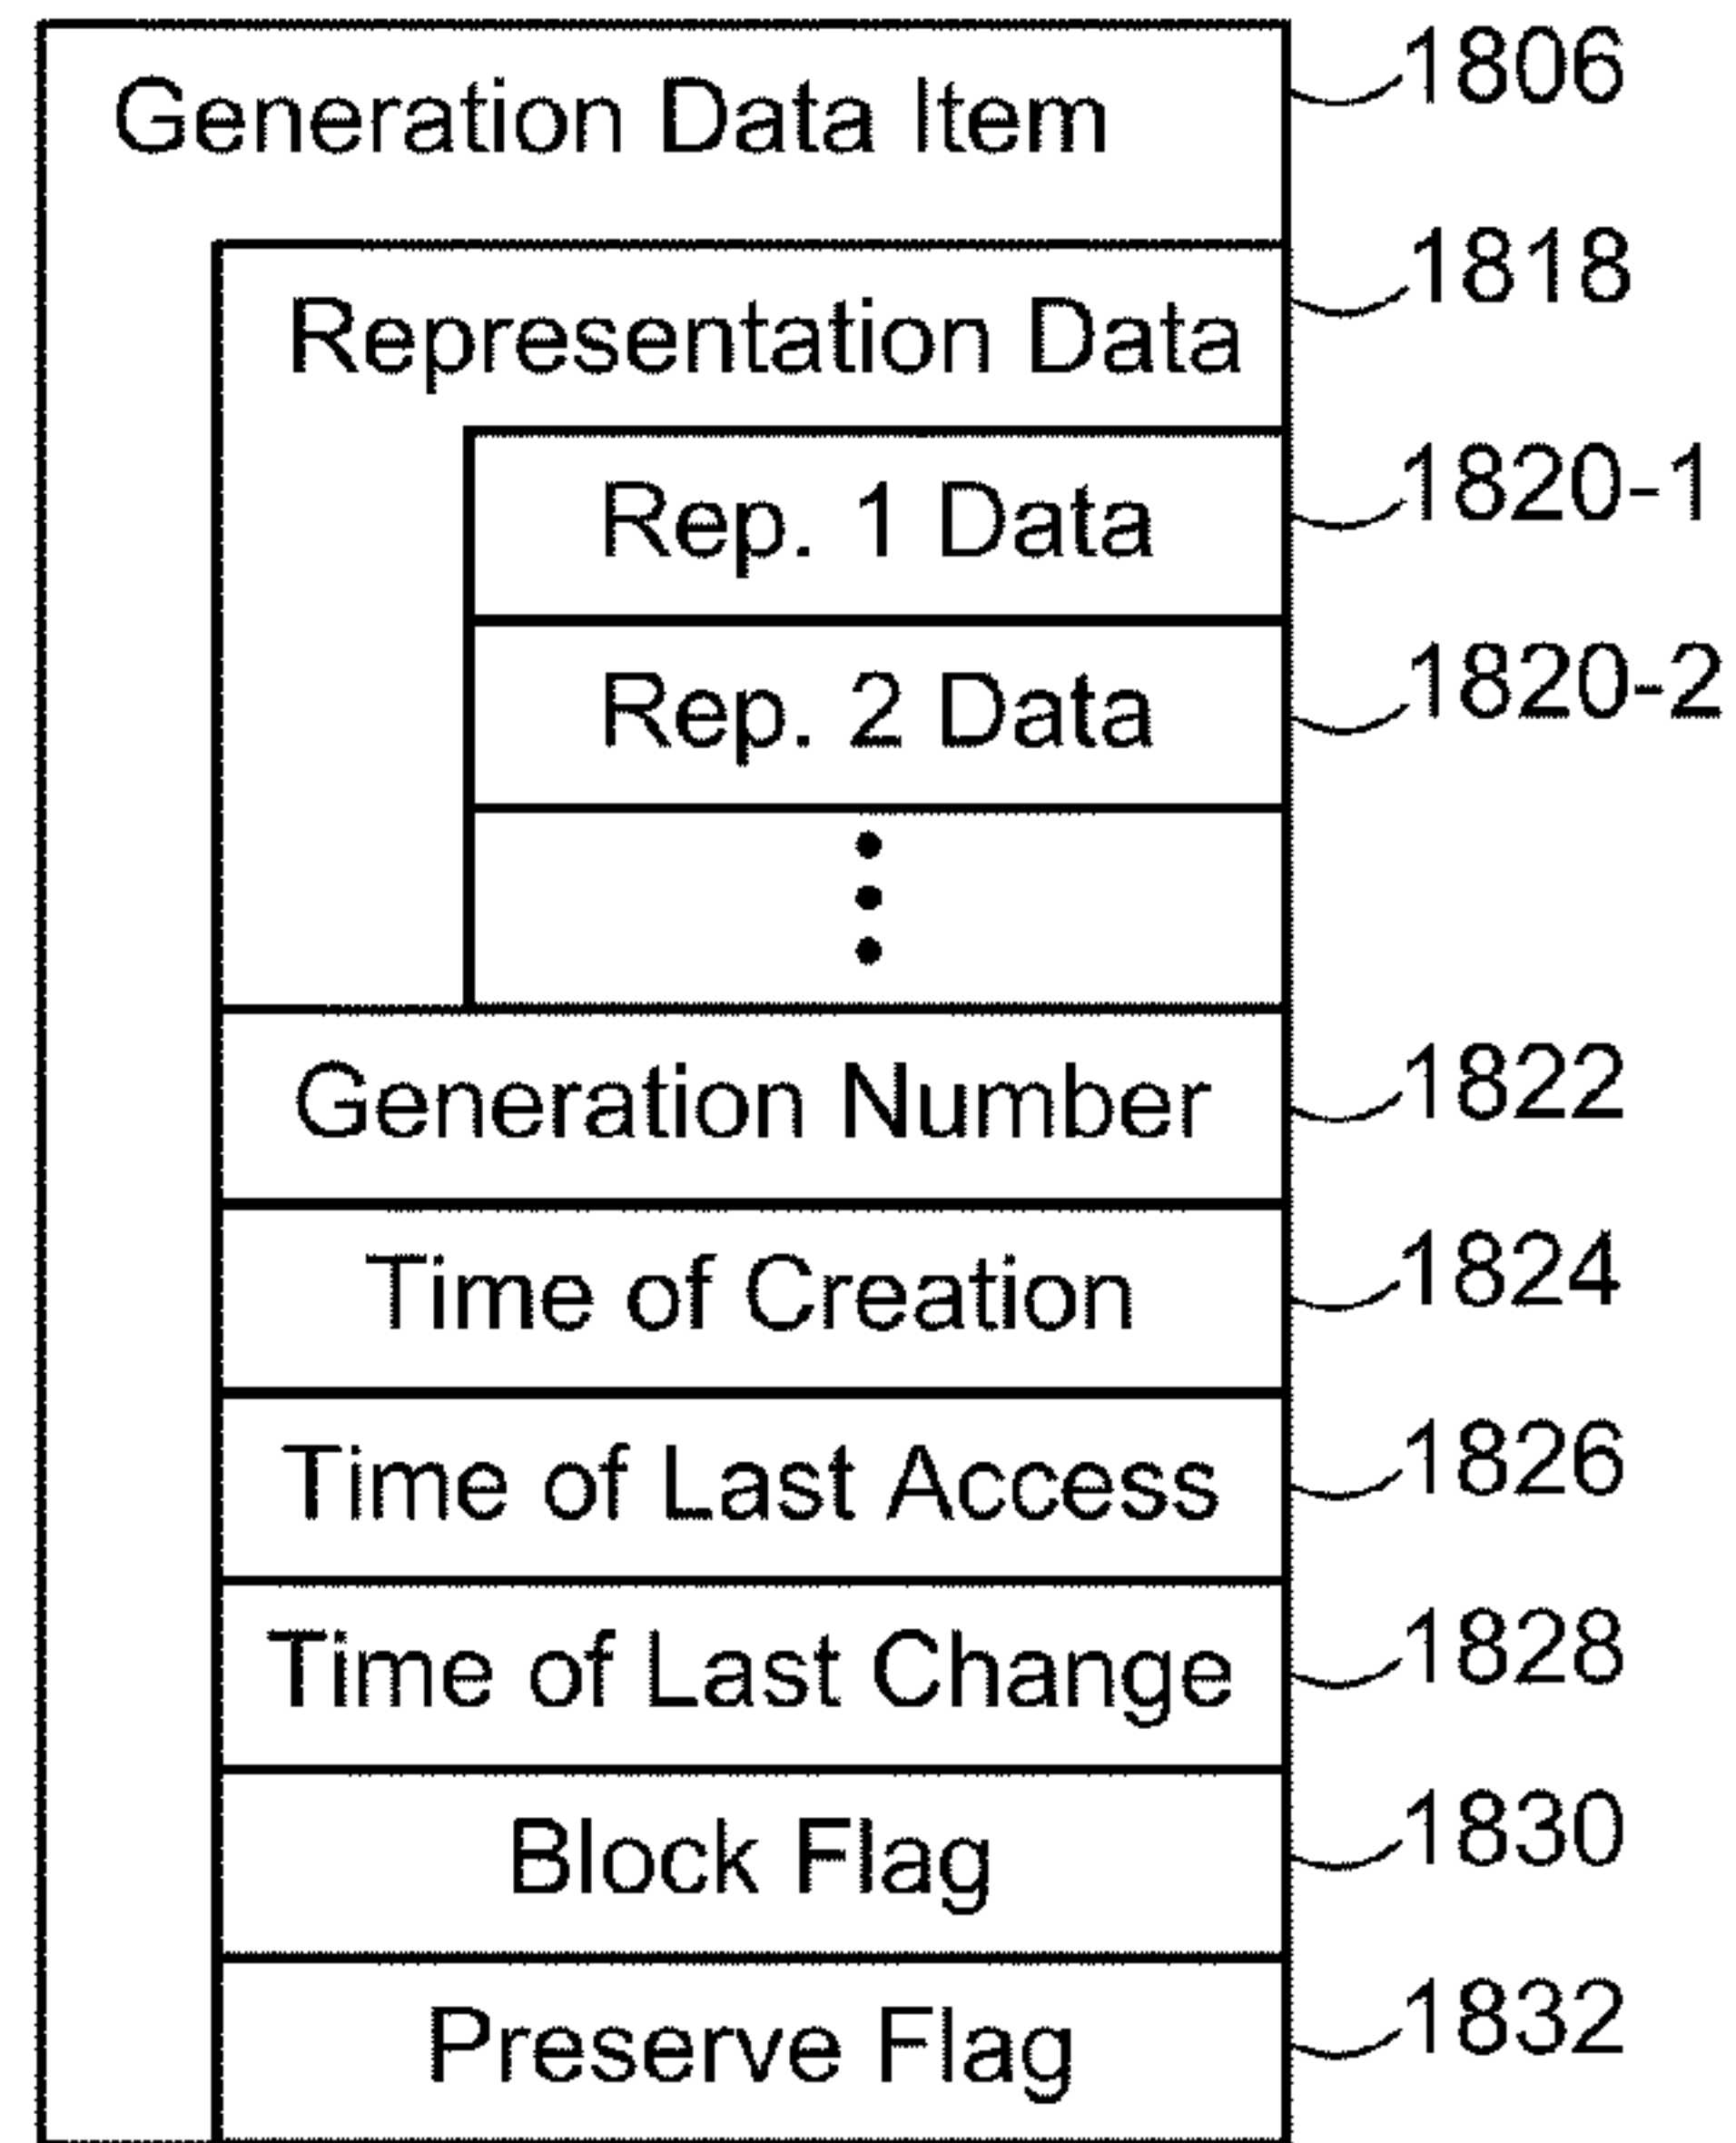 Generation Data Item 1806
Representation Data 1818
Rep. 1 Data 1820-1
Rep. 2 Data 1820-2
Generation Number 1822
Time of Creation 1824
Time of Last Access 1826
Time of Last Change 1828
Block Flag 1830
Preserve Flag 1832